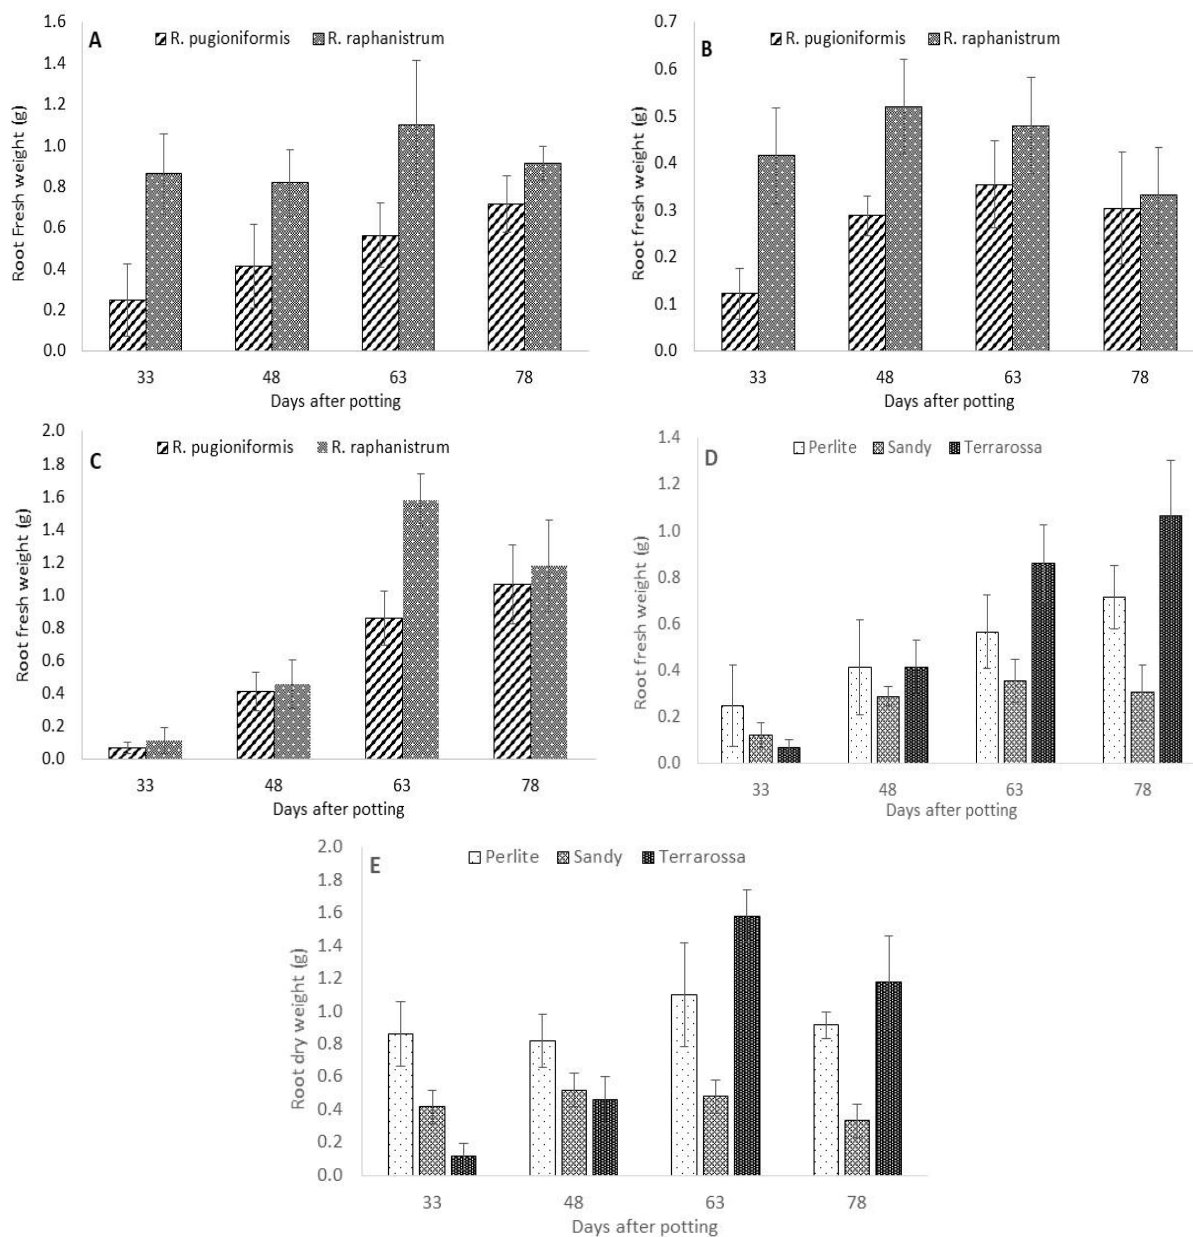 A
R. pugioniformis R. raphanistrum
Root Fresh weight (g)
1.6
1.4
1.2
1.0
0.8
0.6
0.4
0.2
0.0
33 48 63 78
Days after potting
B
R. pugioniformis R. raphanistrum
Root fresh weight (g)
0.7
0.6
0.5
0.4
0.3
0.2
0.1
0.0
33 48 63 78
Days after potting
C
R. pugioniformis R. raphanistrum
Root fresh weight (g)
2.0
1.8
1.6
1.4
1.2
1.0
0.8
0.6
0.4
0.2
0.0
33 48 63 78
Days after potting
D
Perlite Sandy Terrarossa
Root fresh weight (g)
1.4
1.2
1.0
0.8
0.6
0.4
0.2
0.0
33 48 63 78
Days after potting
E
Perlite Sandy Terrarossa
Root dry weight (g)
2.0
1.8
1.6
1.4
1.2
1.0
0.8
0.6
0.4
0.2
0.0
33 48 63 78
Days after potting